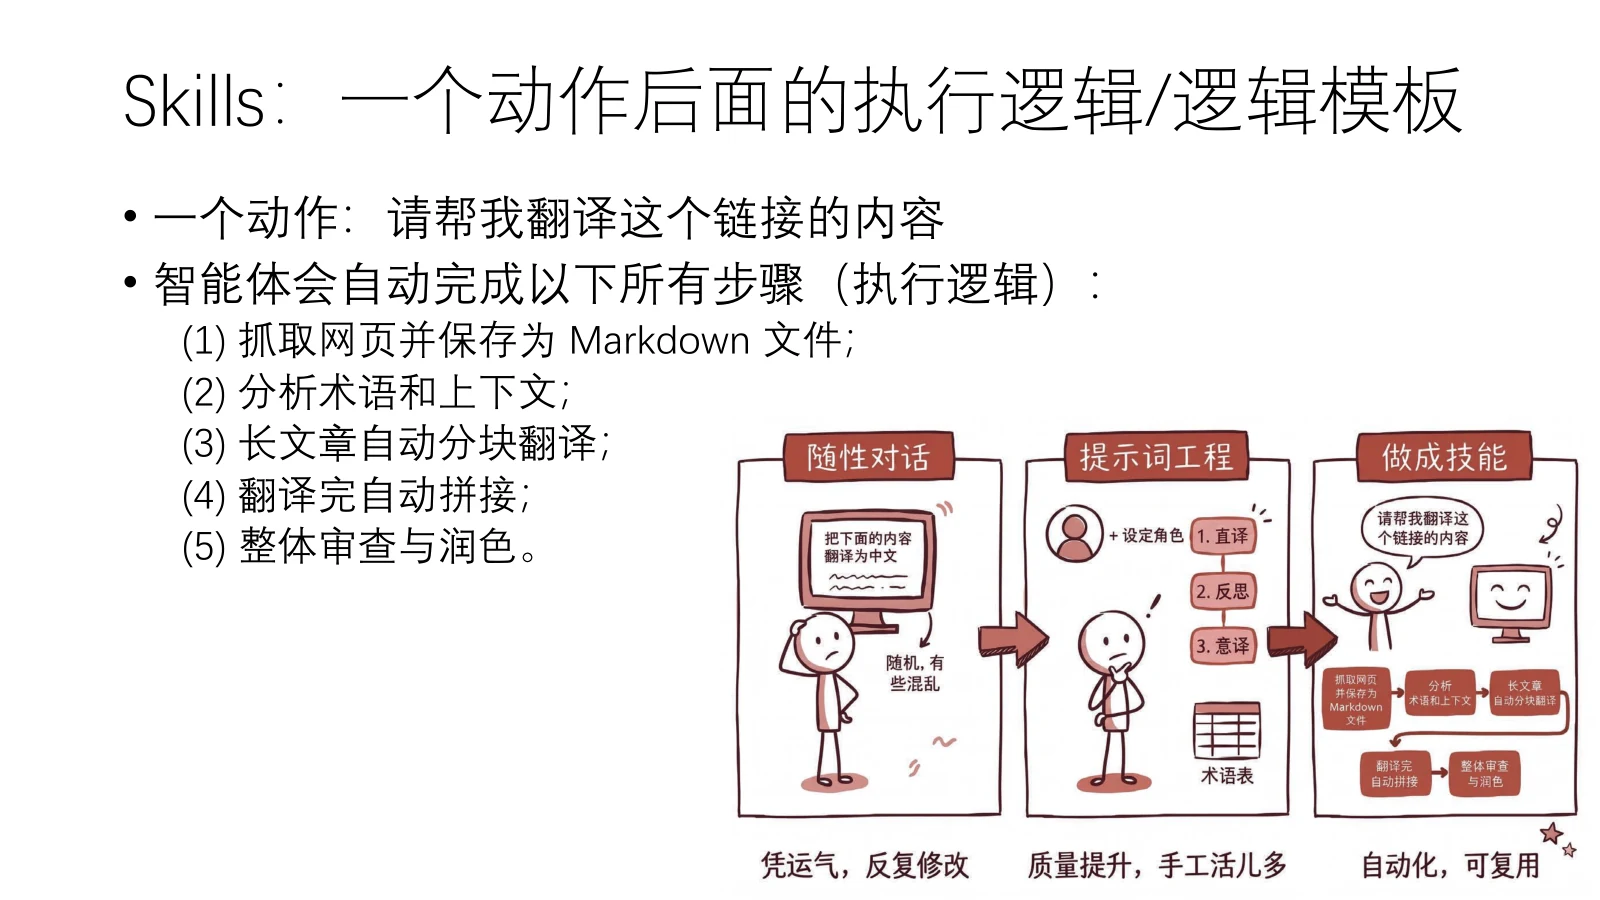 Skills：一个动作后面的执行逻辑/逻辑模板
• 一个动作：请帮我翻译这个链接的内容
• 智能体会自动完成以下所有步骤（执行逻辑）：
(1) 抓取网页并保存为 Markdown 文件；
(2) 分析术语和上下文；
(3) 长文章自动分块翻译；
(4) 翻译完自动拼接；
(5) 整体审查与润色。
随性对话
把下面的内容
翻译为中文
随机，有
些混乱
凭运气，反复修改
提示词工程
+ 设定角色
1. 直译
2. 反思
3. 意译
术语表
质量提升，手工活儿多
做成技能
请帮我翻译这
个链接的内容
抓取网页
并保存为
Markdown
文件
分析
术语和上下文
长文章
自动分块翻译
翻译完
自动拼接
整体审查
与润色
自动化，可复用